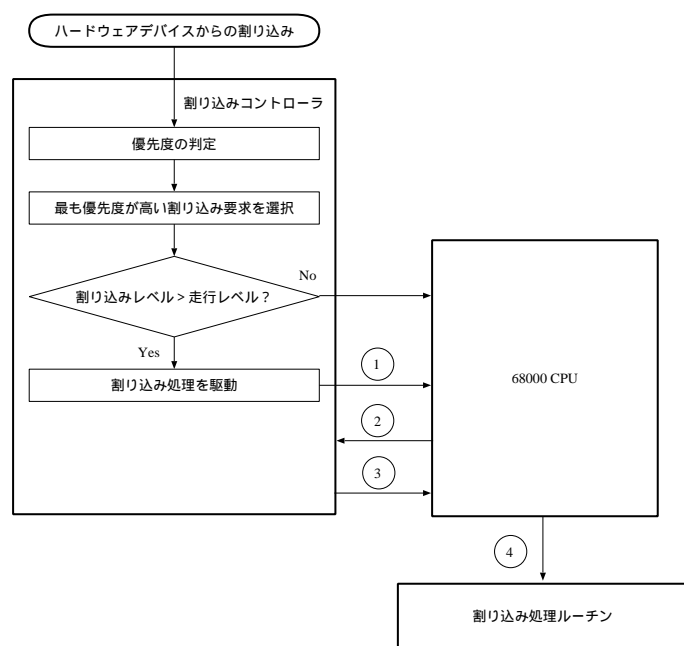 ハードウェアデバイスからの割り込み
割り込みコントローラ
優先度の判定
最も優先度が高い割り込み要求を選択
No
割り込みレベル > 走行レベル？
Yes
割り込み処理を駆動
1
68000 CPU
2
3
4
割り込み処理ルーチン